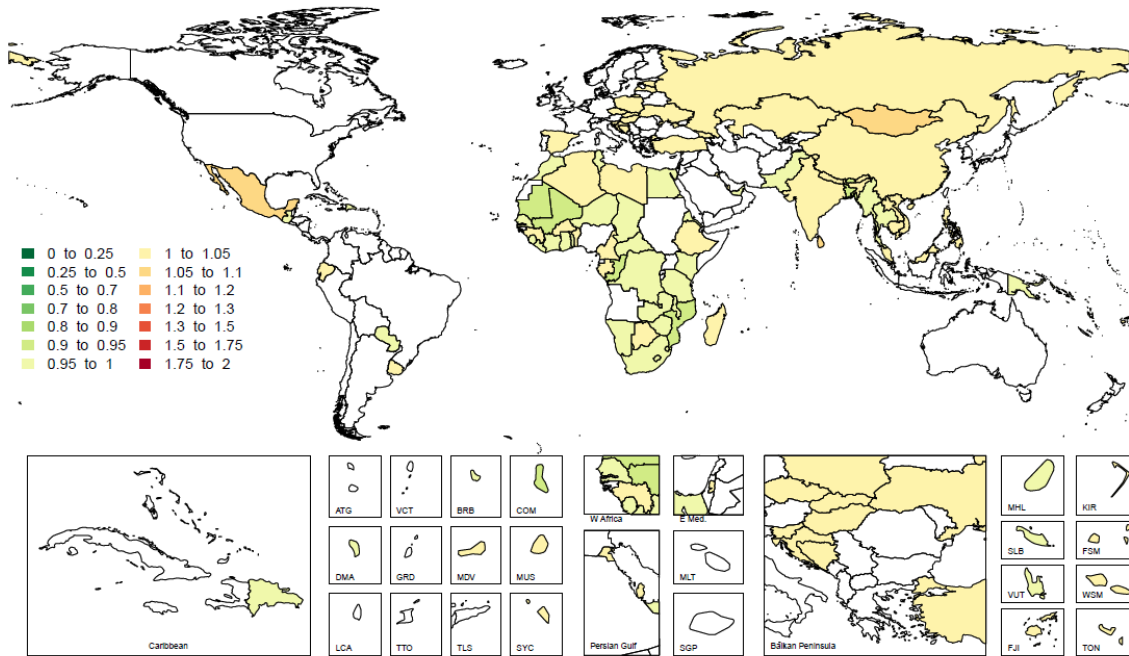 0 to 0.25
0.25 to 0.5
0.5 to 0.7
0.7 to 0.8
0.8 to 0.9
0.9 to 0.95
0.95 to 1
1 to 1.05
1.05 to 1.1
1.1 to 1.2
1.2 to 1.3
1.3 to 1.5
1.5 to 1.75
1.75 to 2
Caribbean
ATG
VCT
BRB
COM
DMA
GRD
MDV
MUS
LCA
TTO
TLS
SYC
W Africa
E Med.
Persian Gulf
MLT
SGP
Balkan Peninsula
MHL
KIR
SLB
FSM
VUT
WSM
FJI
TON